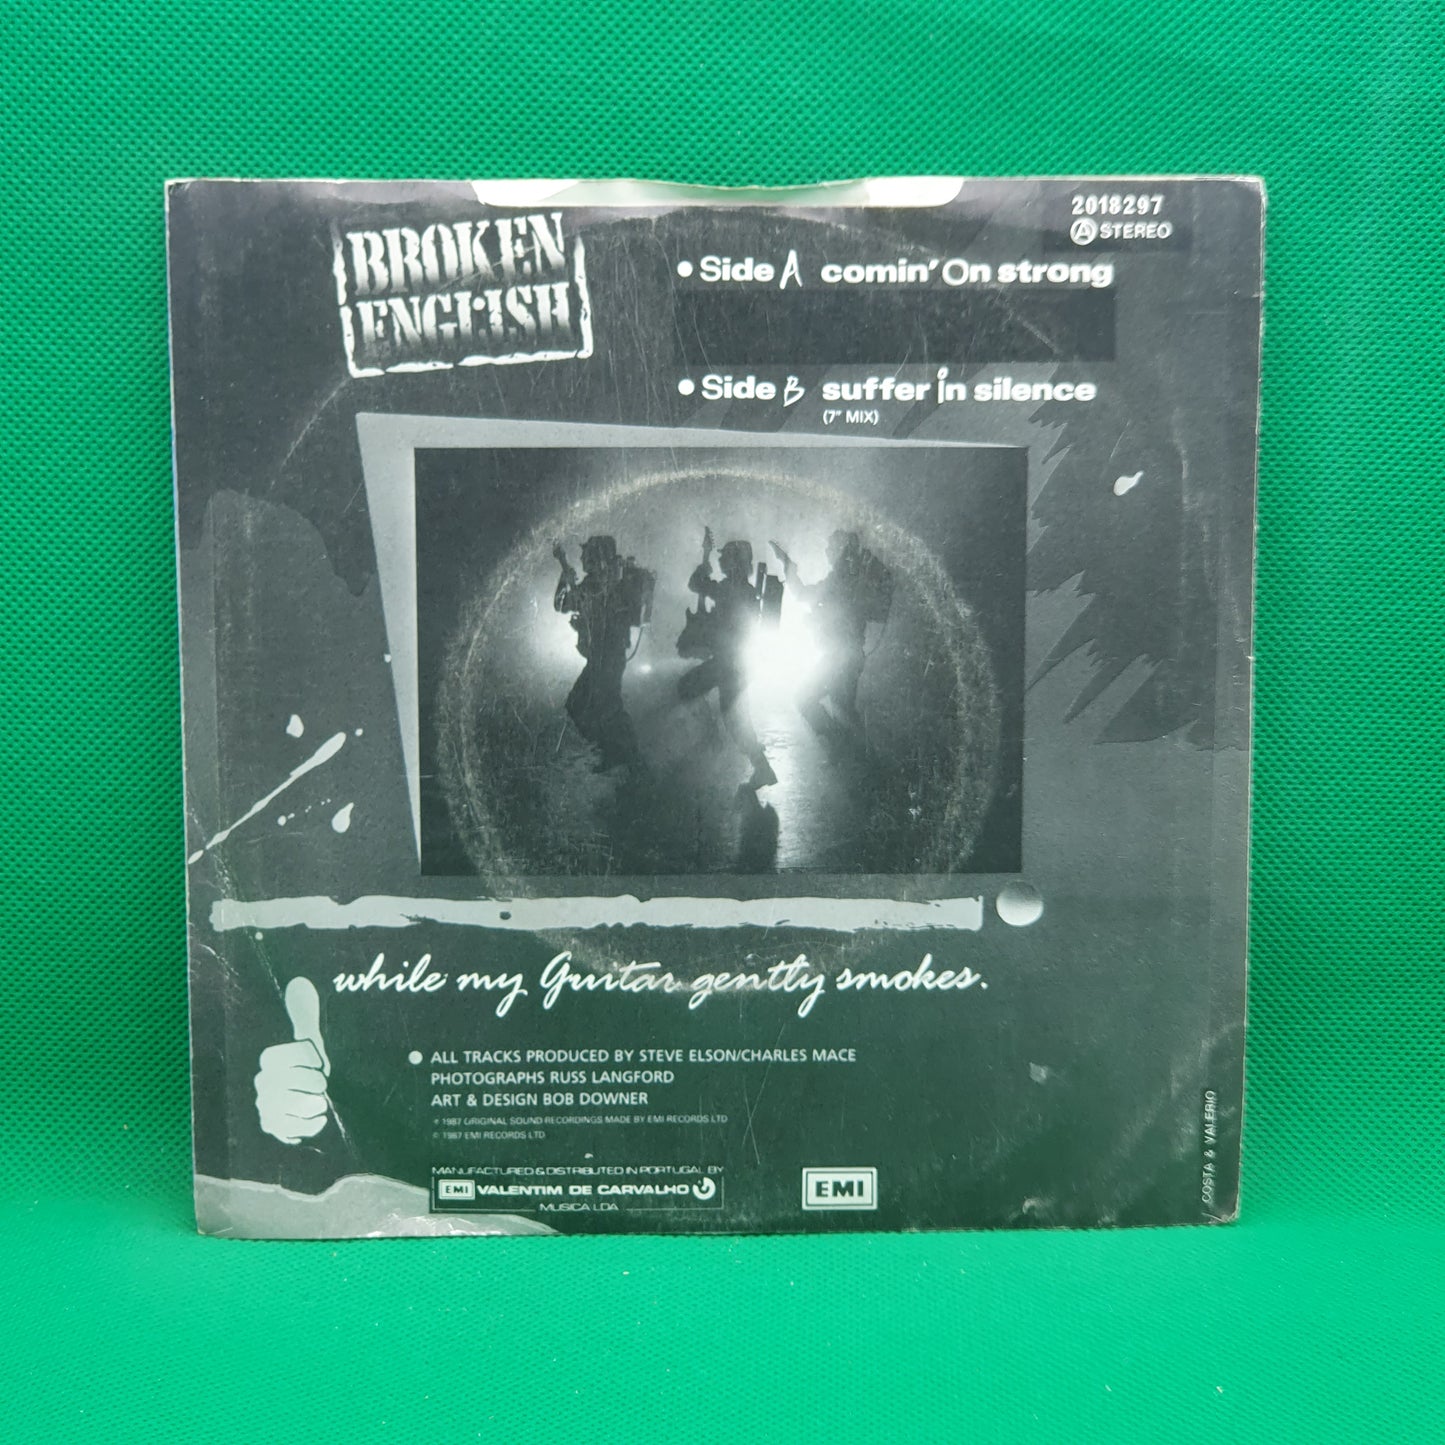 BROKEN
ENGLISH
2018297
A STEREO
• Side A comin' On strong
• Side B suffer in silence
(7" MIX)
while my Guitar gently smokes.
• ALL TRACKS PRODUCED BY STEVE ELSON/CHARLES MACE
PHOTOGRAPHS RUSS LANGFORD
ART & DESIGN BOB DOWNER
℗ 1987 ORIGINAL SOUND RECORDINGS MADE BY EMI RECORDS LTD
© 1987 EMI RECORDS LTD
MANUFACTURED & DISTRIBUTED IN PORTUGAL BY
EMI VALENTIM DE CARVALHO
MUSICA LDA
EMI
COSTA & VALERIO